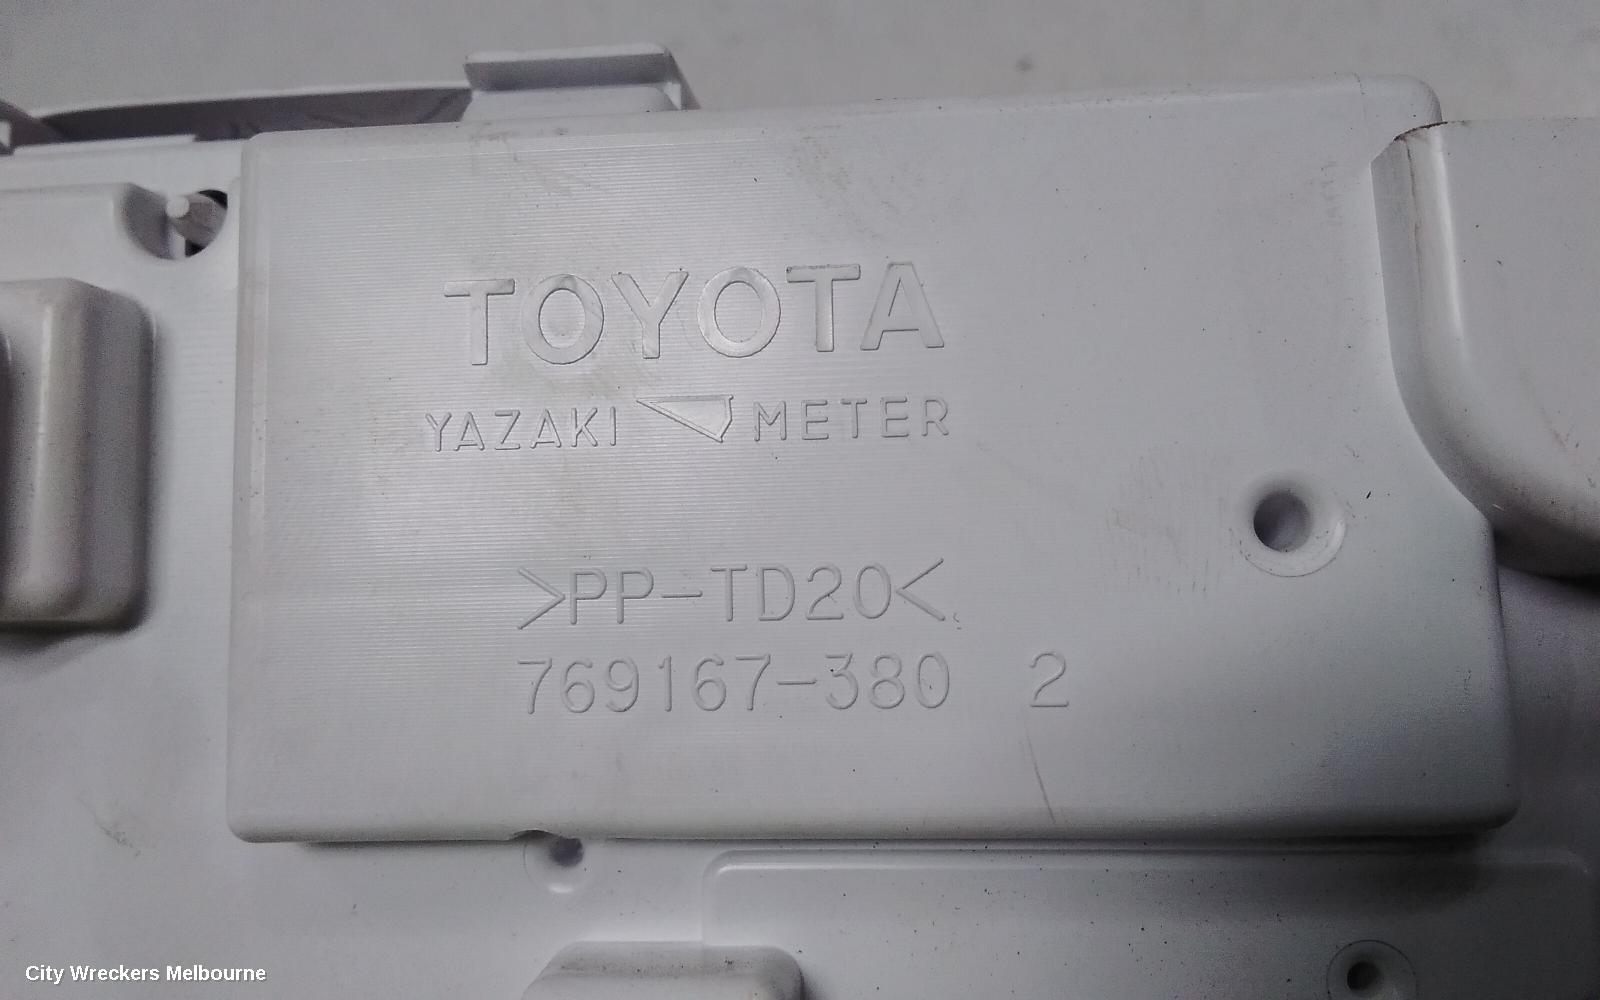 TOYOTA
YAZAKI METER
>PP-TD20<
769167-380 2
City Wreckers Melbourne